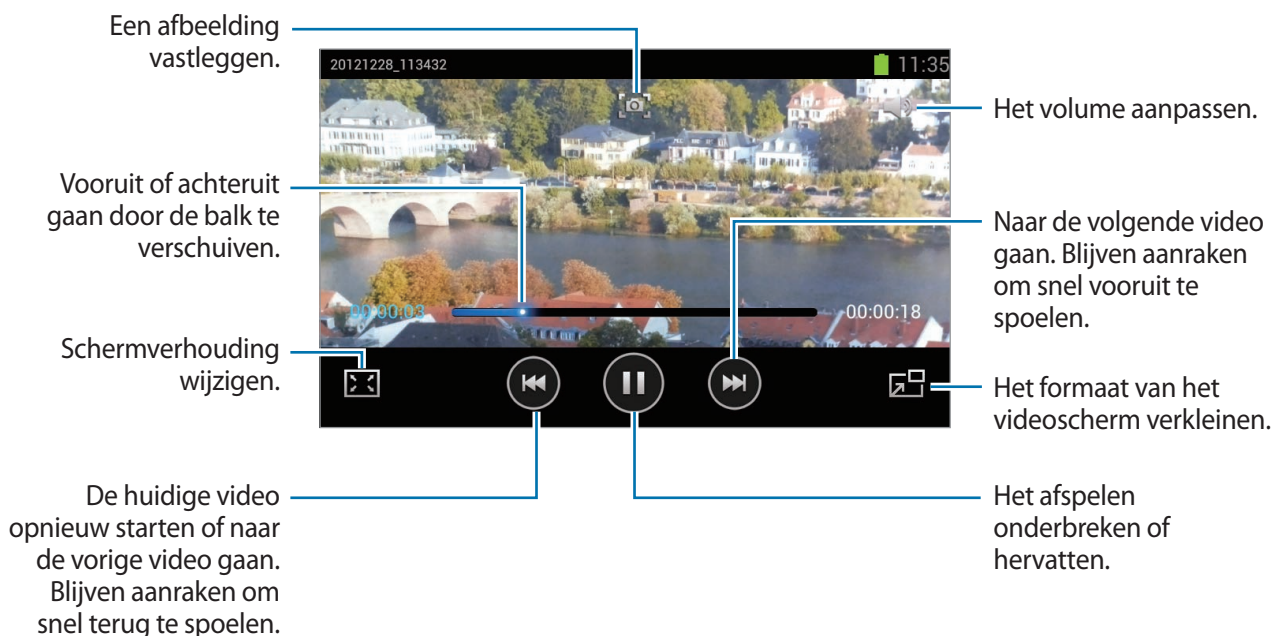 Een afbeelding
vastleggen.
20121228_113432
11:35
Het volume aanpassen.
Vooruit of achteruit
gaan door de balk te
verschuiven.
Naar de volgende video
gaan. Blijven aanraken
om snel vooruit te
spoelen.
00:00:03
00:00:18
Schermverhouding
wijzigen.
Het formaat van het
videoscherm verkleinen.
De huidige video
opnieuw starten of naar
de vorige video gaan.
Blijven aanraken om
snel terug te spoelen.
Het afspelen
onderbreken of
hervatten.